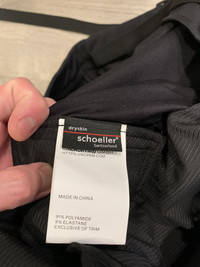 dryskin
schoeller®
Switzerland
MADE IN CHINA
91% POLYAMIDE
9% ELASTANE
EXCLUSIVE OF TRIM